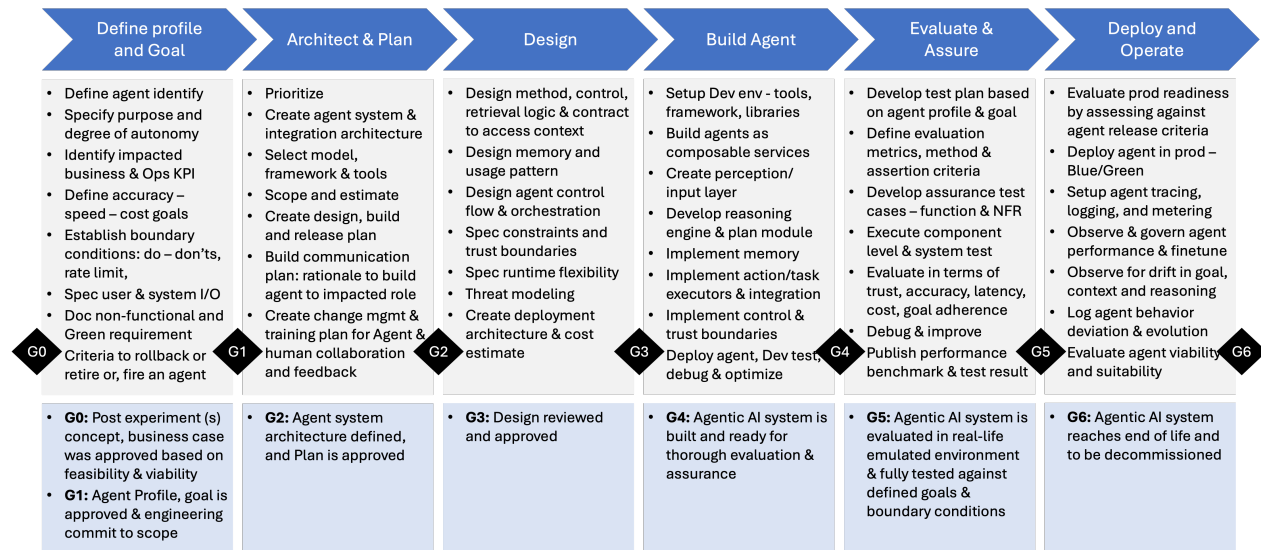 Define profile
and Goal
Architect & Plan
Design
Build Agent
Evaluate &
Assure
Deploy and
Operate
• Define agent identify
• Specify purpose and
degree of autonomy
• Identify impacted
business & Ops KPI
• Define accuracy –
speed – cost goals
• Establish boundary
conditions: do – don'ts,
rate limit,
• Spec user & system I/O
• Doc non-functional and
Green requirement
• Criteria to rollback or
retire or, fire an agent
• Prioritize
• Create agent system &
integration architecture
• Select model,
framework & tools
• Scope and estimate
• Create design, build
and release plan
• Build communication
plan: rationale to build
agent to impacted role
• Create change mgmt &
training plan for Agent &
human collaboration
and feedback
• Design method, control,
retrieval logic & contract
to access context
• Design memory and
usage pattern
• Design agent control
flow & orchestration
• Spec constraints and
trust boundaries
• Spec runtime flexibility
• Threat modeling
• Create deployment
architecture & cost
estimate
• Setup Dev env - tools,
framework, libraries
• Build agents as
composable services
• Create perception/
input layer
• Develop reasoning
engine & plan module
• Implement memory
• Implement action/task
executors & integration
• Implement control &
trust boundaries
• Deploy agent, Dev test,
debug & optimize
• Develop test plan based
on agent profile & goal
• Define evaluation
metrics, method &
assertion criteria
• Develop assurance test
cases – function & NFR
• Execute component
level & system test
• Evaluate in terms of
trust, accuracy, latency,
cost, goal adherence
• Debug & improve
• Publish performance
benchmark & test result
• Evaluate prod readiness
by assessing against
agent release criteria
• Deploy agent in prod –
Blue/Green
• Setup agent tracing,
logging, and metering
• Observe & govern agent
performance & finetune
• Observe for drift in goal,
context and reasoning
• Log agent behavior
deviation & evolution
• Evaluate agent viability
and suitability
G0
G1
G2
G3
G4
G5
G6
• G0: Post experiment (s)
concept, business case
was approved based on
feasibility & viability
• G1: Agent Profile, goal is
approved & engineering
commit to scope
• G2: Agent system
architecture defined,
and Plan is approved
• G3: Design reviewed
and approved
• G4: Agentic AI system is
built and ready for
thorough evaluation &
assurance
• G5: Agentic AI system is
evaluated in real-life
emulated environment
& fully tested against
defined goals &
boundary conditions
• G6: Agentic AI system
reaches end of life and
to be decommissioned